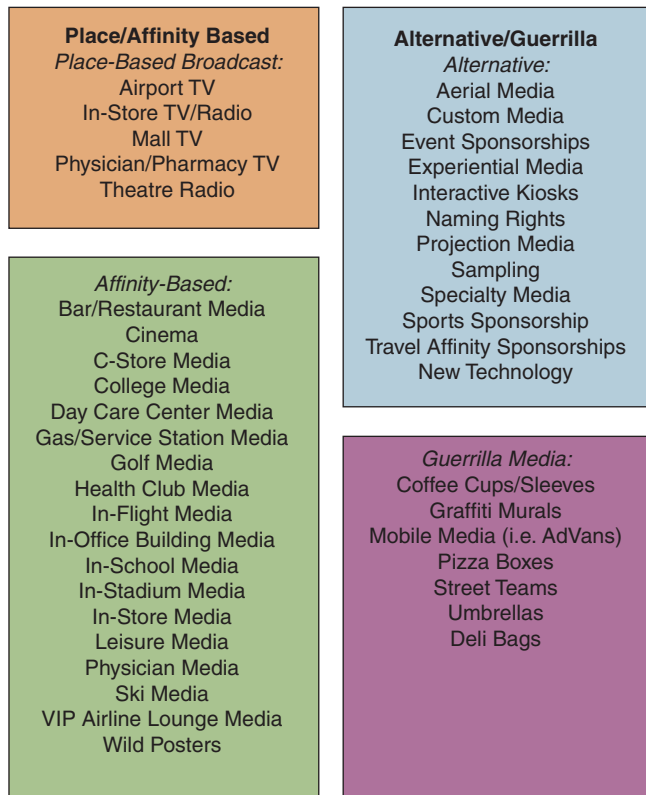 Place/Affinity Based
Place-Based Broadcast:
Airport TV
In-Store TV/Radio
Mall TV
Physician/Pharmacy TV
Theatre Radio
Affinity-Based:
Bar/Restaurant Media
Cinema
C-Store Media
College Media
Day Care Center Media
Gas/Service Station Media
Golf Media
Health Club Media
In-Flight Media
In-Office Building Media
In-School Media
In-Stadium Media
In-Store Media
Leisure Media
Physician Media
Ski Media
VIP Airline Lounge Media
Wild Posters
Alternative/Guerrilla
Alternative:
Aerial Media
Custom Media
Event Sponsorships
Experiential Media
Interactive Kiosks
Naming Rights
Projection Media
Sampling
Specialty Media
Sports Sponsorship
Travel Affinity Sponsorships
New Technology
Guerrilla Media:
Coffee Cups/Sleeves
Graffiti Murals
Mobile Media (i.e. AdVans)
Pizza Boxes
Street Teams
Umbrellas
Deli Bags